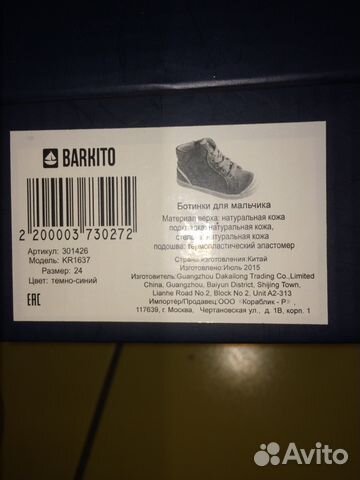 BARKITO
2 200003 730272
Артикул: 301426
Модель: KR1637
Размер: 24
Цвет: темно-синий
EAC
Ботинки для мальчика
Материал верха: натуральная кожа
подкладка: натуральная кожа,
стелька: натуральная кожа
подошва: термопластический эластомер
Страна изготовления: Китай
Изготовлено: Июль 2015
Изготовитель: Guangzhou Dakailong Trading Co., Limited
China, Guangzhou, Baiyun District, Shijing Town,
Lianhe Road No.2, Block No 2, Unit A2-313
Импортёр/Продавец: ООО «Кораблик - Р»,
117639, г. Москва, Чертановская ул., д. 1В, корп. 1
Avito